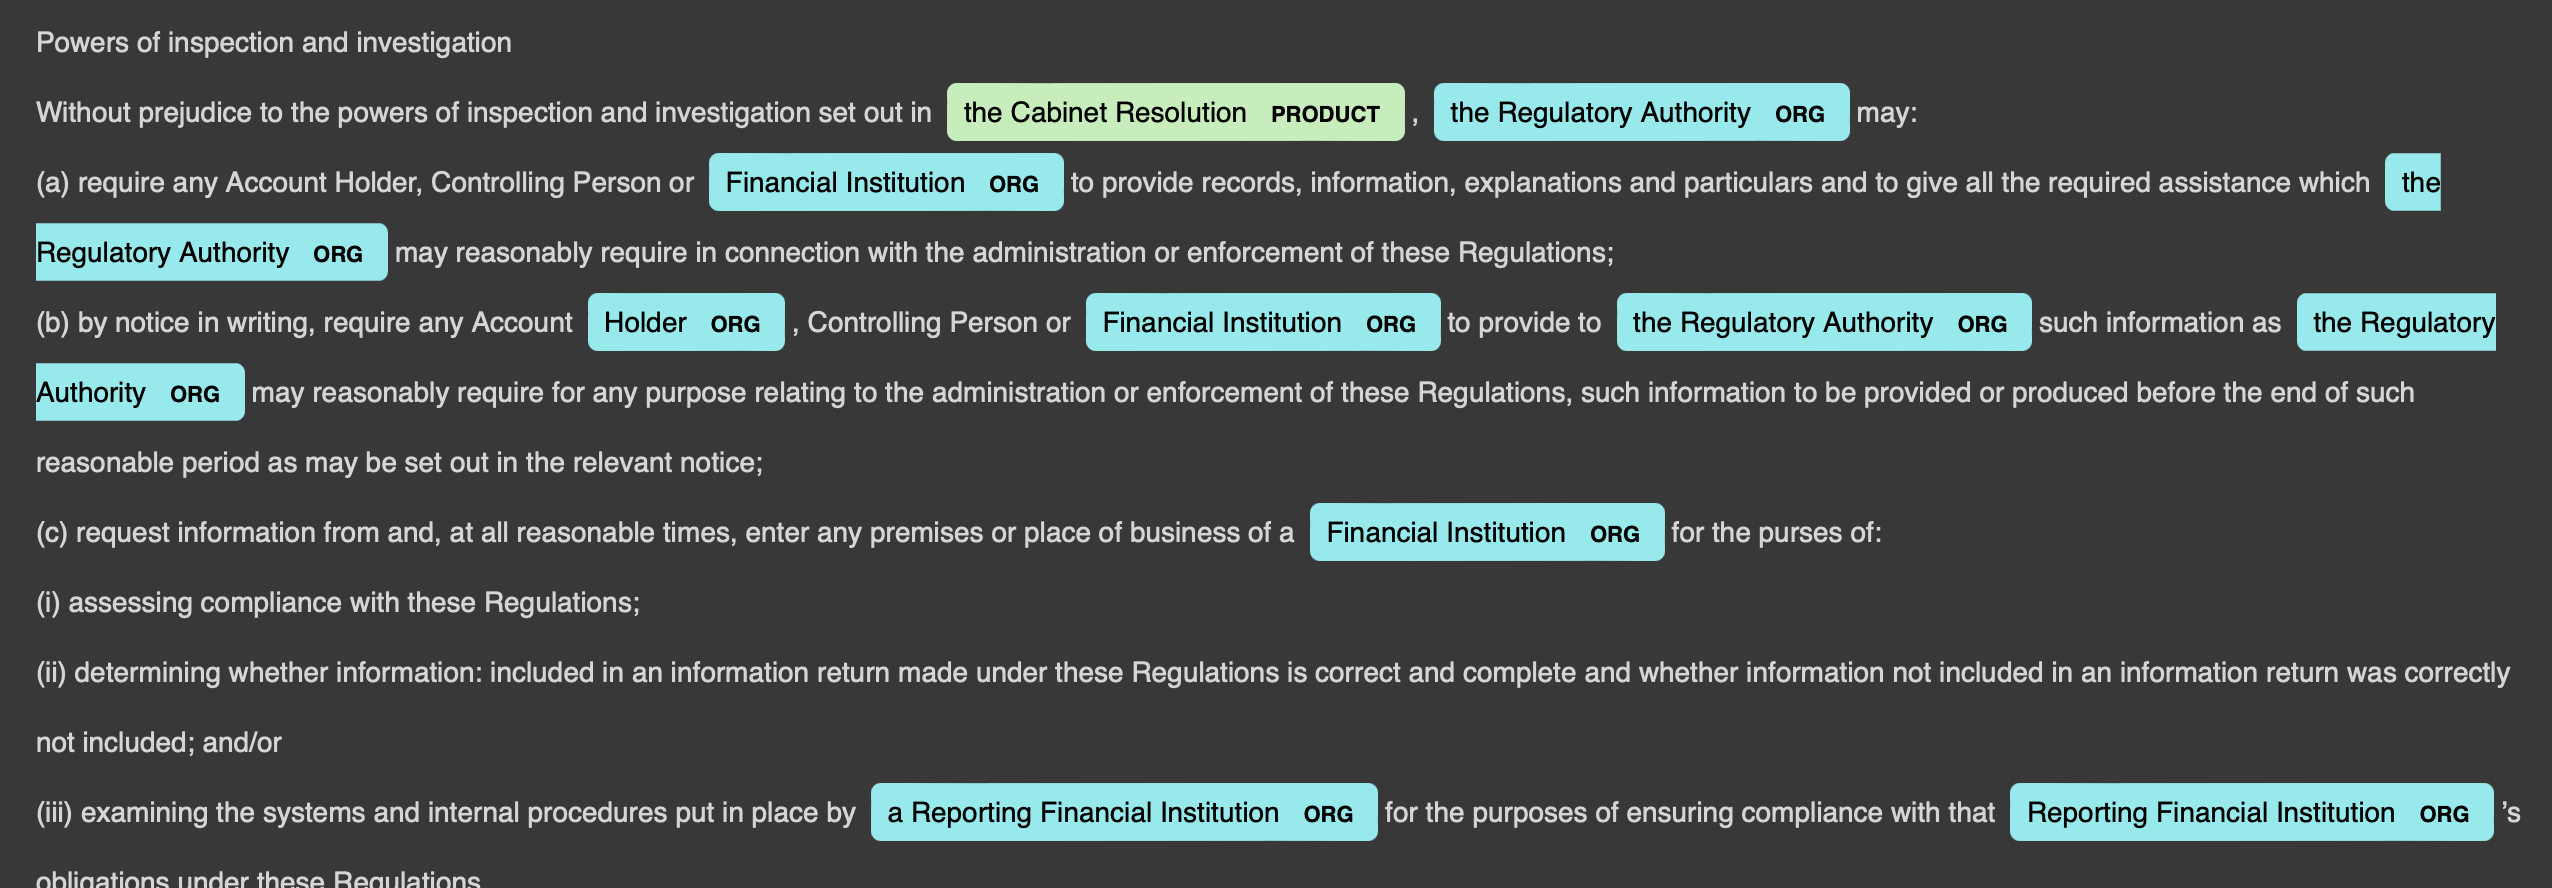 Powers of inspection and investigation
Without prejudice to the powers of inspection and investigation set out in the Cabinet Resolution PRODUCT , the Regulatory Authority ORG may:
(a) require any Account Holder, Controlling Person or Financial Institution ORG to provide records, information, explanations and particulars and to give all the required assistance which the
Regulatory Authority ORG may reasonably require in connection with the administration or enforcement of these Regulations;
(b) by notice in writing, require any Account Holder ORG , Controlling Person or Financial Institution ORG to provide to the Regulatory Authority ORG such information as the Regulatory
Authority ORG may reasonably require for any purpose relating to the administration or enforcement of these Regulations, such information to be provided or produced before the end of such
reasonable period as may be set out in the relevant notice;
(c) request information from and, at all reasonable times, enter any premises or place of business of a Financial Institution ORG for the purses of:
(i) assessing compliance with these Regulations;
(ii) determining whether information: included in an information return made under these Regulations is correct and complete and whether information not included in an information return was correctly
not included; and/or
(iii) examining the systems and internal procedures put in place by a Reporting Financial Institution ORG for the purposes of ensuring compliance with that Reporting Financial Institution ORG ’s
obligations under these Regulations